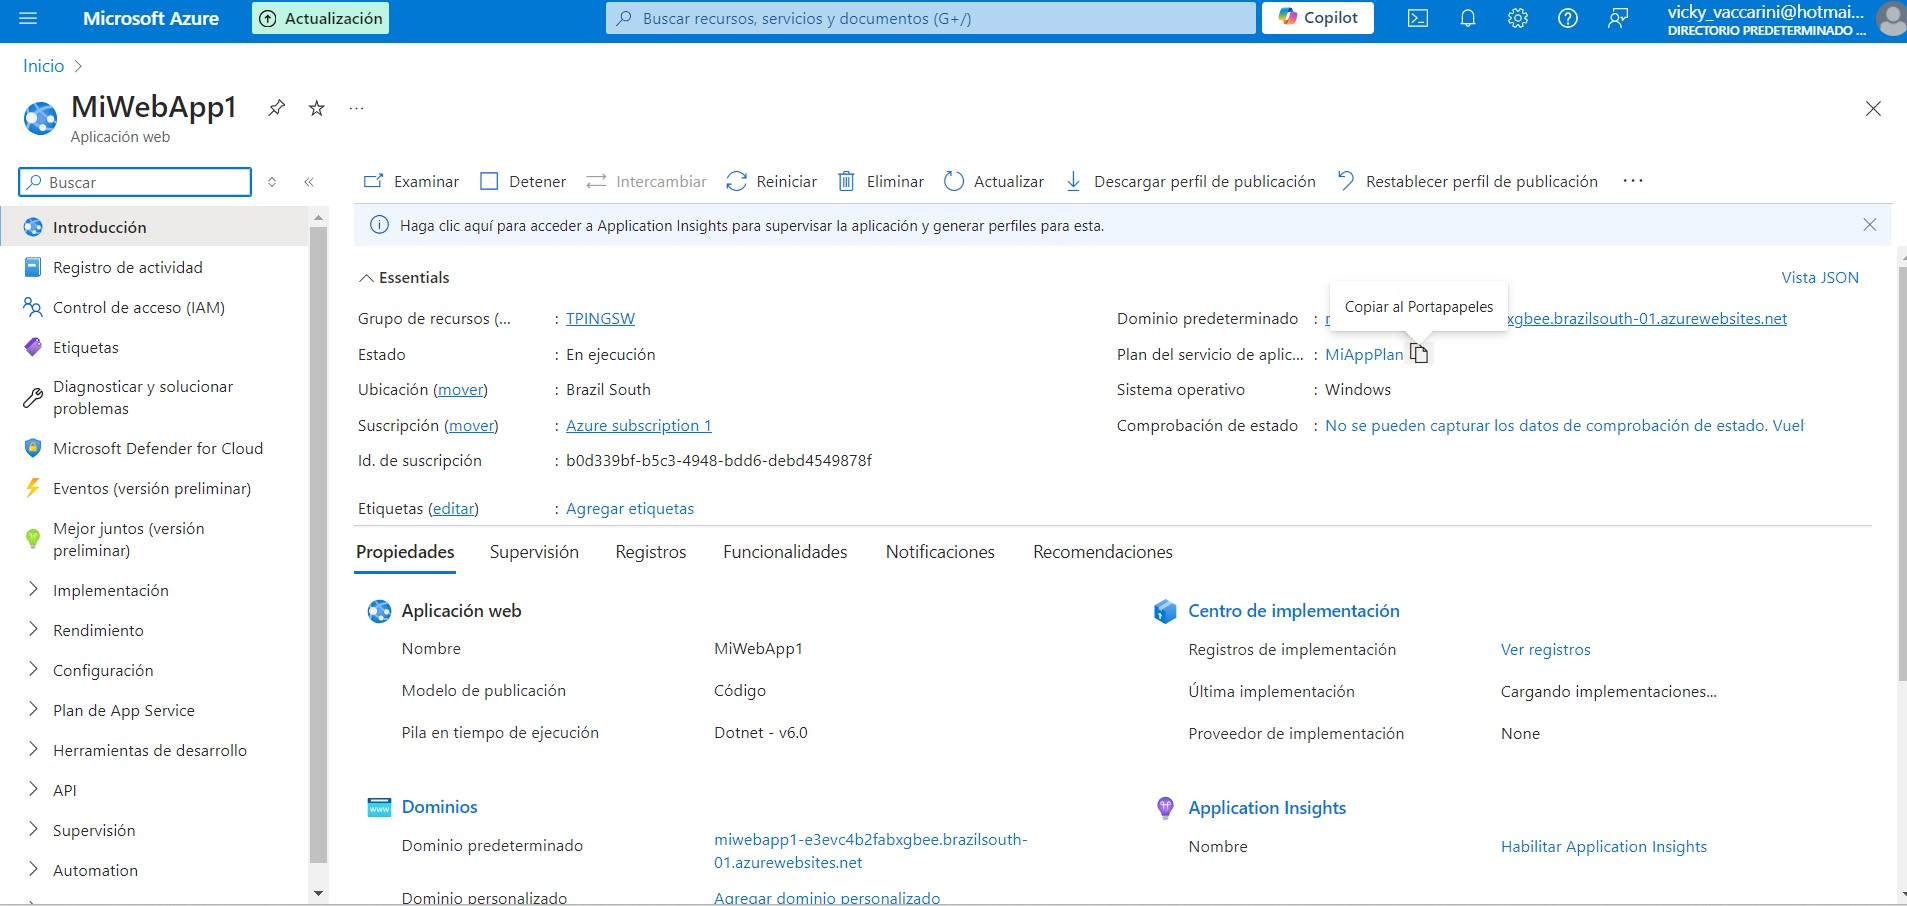 Microsoft Azure
Actualización
Buscar recursos, servicios y documentos (G+/)
Copilot
vicky_vaccarini@hotmai...
DIRECTORIO PREDETERMINADO ...
Inicio
MiWebApp1
Aplicación web
Buscar
Examinar
Detener
Intercambiar
Reiniciar
Eliminar
Actualizar
Descargar perfil de publicación
Restablecer perfil de publicación
Haga clic aquí para acceder a Application Insights para supervisar la aplicación y generar perfiles para esta.
Introducción
Registro de actividad
Control de acceso (IAM)
Etiquetas
Diagnosticar y solucionar
problemas
Microsoft Defender for Cloud
Eventos (versión preliminar)
Mejor juntos (versión
preliminar)
Implementación
Rendimiento
Configuración
Plan de App Service
Herramientas de desarrollo
API
Supervisión
Automation
Essentials
Vista JSON
Grupo de recursos (... : TPINGSW
Estado : En ejecución
Ubicación (mover) : Brazil South
Suscripción (mover) : Azure subscription 1
Id. de suscripción : b0d339bf-b5c3-4948-bdd6-debd4549878f
Etiquetas (editar) : Agregar etiquetas
Copiar al Portapapeles
Dominio predeterminado : xgbee.brazilsouth-01.azurewebsites.net
Plan del servicio de aplic... : MiAppPlan
Sistema operativo : Windows
Comprobación de estado : No se pueden capturar los datos de comprobación de estado. Vuel
Propiedades
Supervisión
Registros
Funcionalidades
Notificaciones
Recomendaciones
Aplicación web
Nombre MiWebApp1
Modelo de publicación Código
Pila en tiempo de ejecución Dotnet - v6.0
Centro de implementación
Registros de implementación Ver registros
Última implementación Cargando implementaciones...
Proveedor de implementación None
Dominios
Dominio predeterminado miwebapp1-e3evc4b2fabxgbee.brazilsouth-
01.azurewebsites.net
Dominio personalizado Agregar dominio personalizado
Application Insights
Nombre Habilitar Application Insights